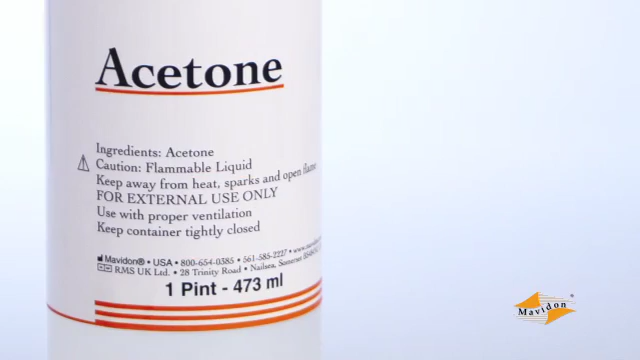 Acetone
Ingredients: Acetone
Caution: Flammable Liquid
Keep away from heat, sparks and open flame
FOR EXTERNAL USE ONLY
Use with proper ventilation
Keep container tightly closed
Mavidon® • USA • 800-654-0385 • 561-585-2227 •
RMS UK Ltd. • 28 Trinity Road • Nailsea, Somerset
1 Pint - 473 ml
Mavidon®